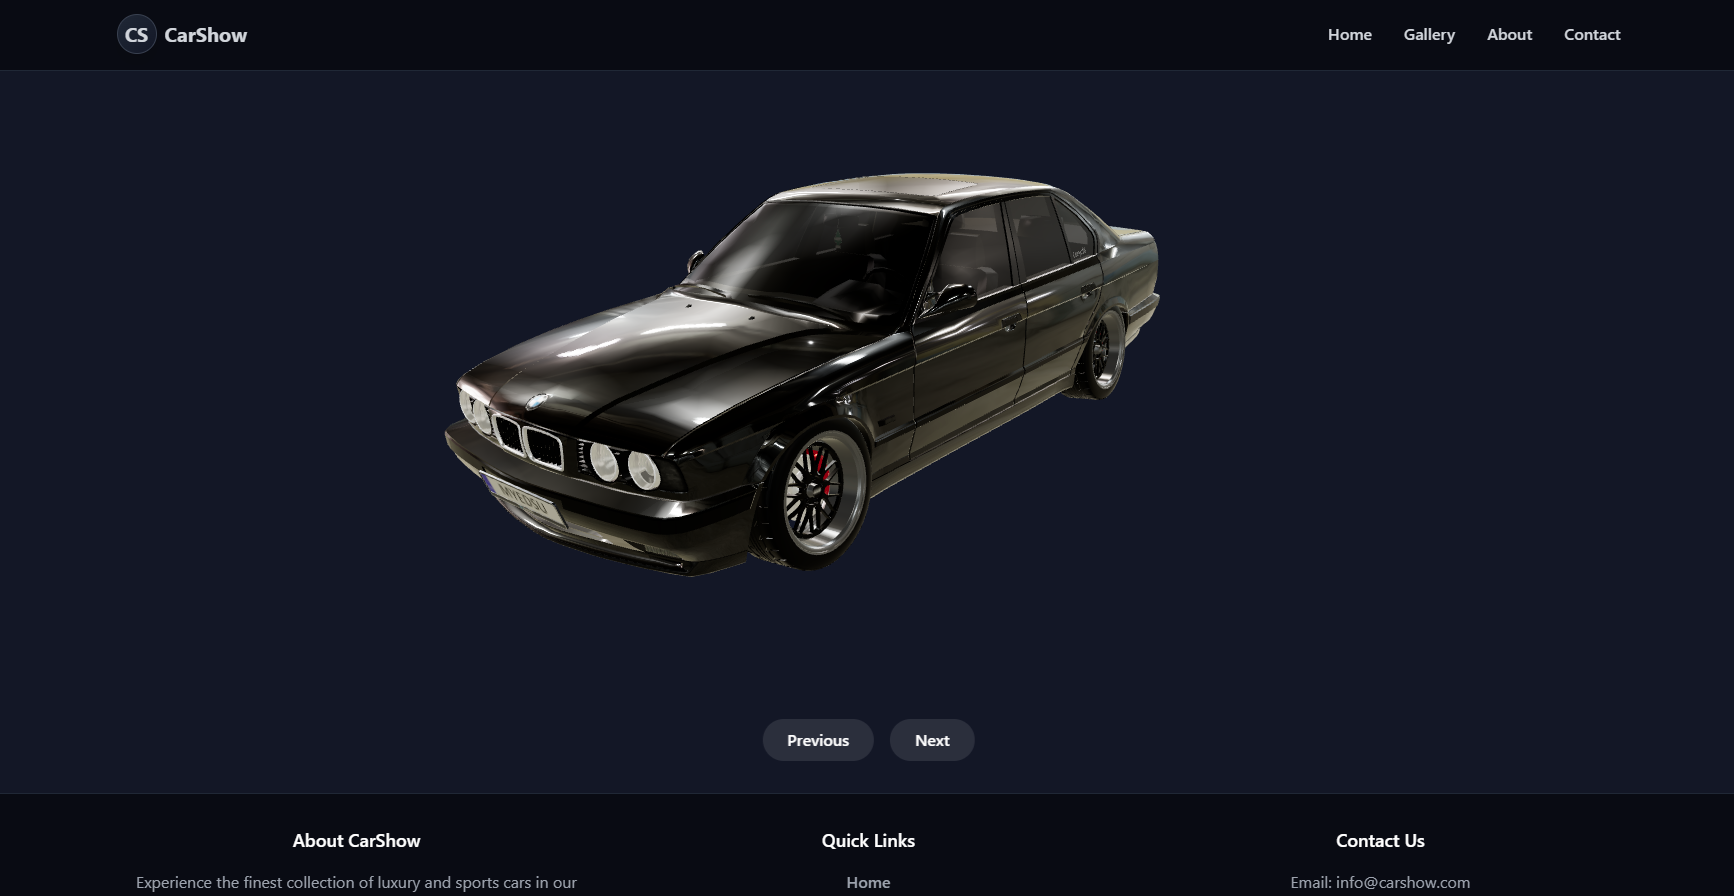 CS CarShow
Home Gallery About Contact
Previous Next
About CarShow
Experience the finest collection of luxury and sports cars in our
Quick Links
Home
Contact Us
Email: info@carshow.com